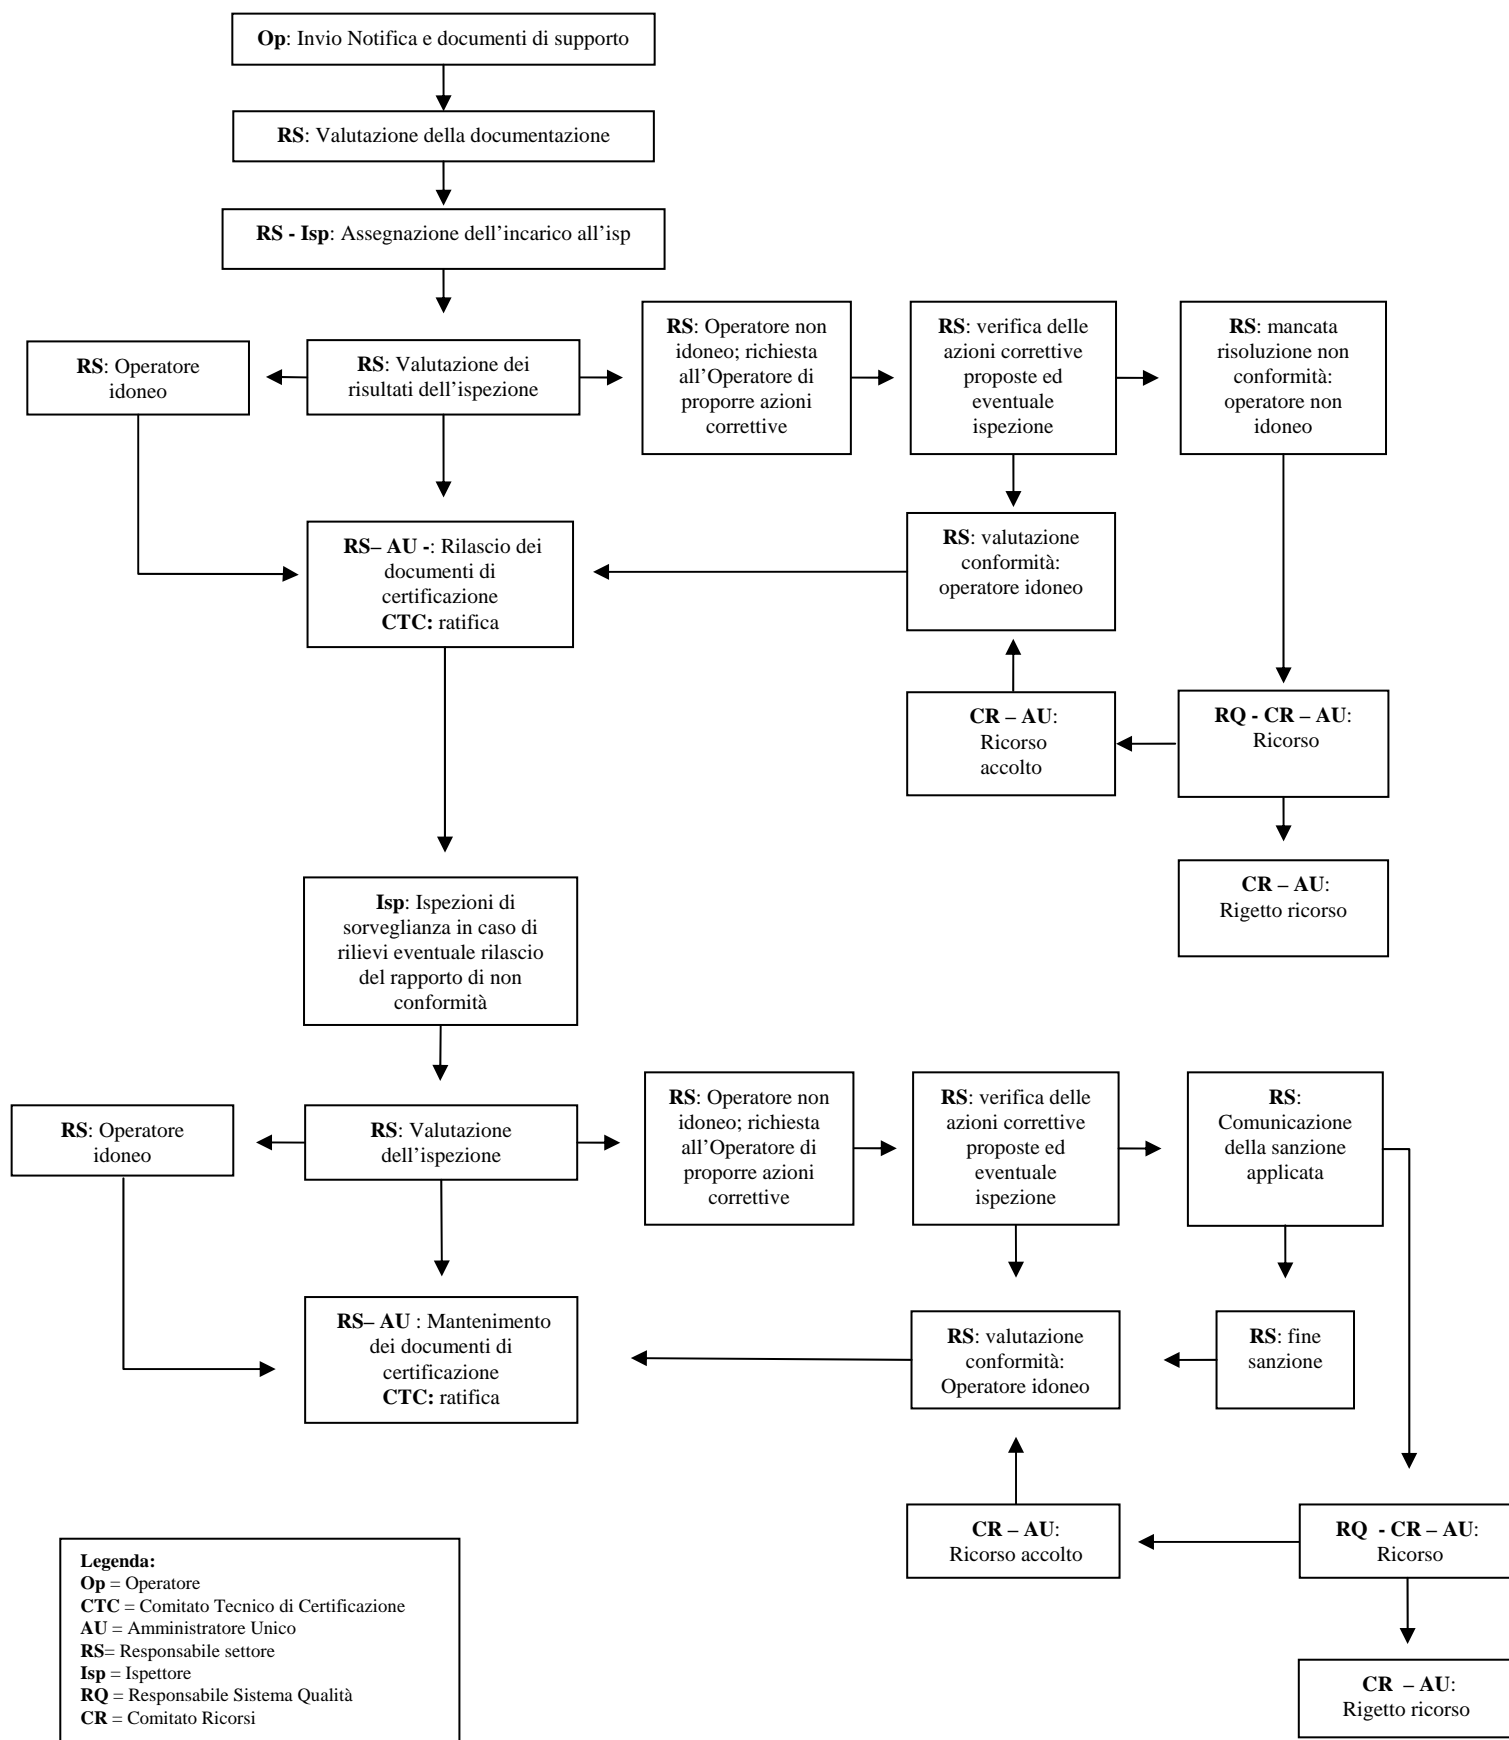 Op: Invio Notifica e documenti di supporto
RS: Valutazione della documentazione
RS - Isp: Assegnazione dell’incarico all’isp
RS: Operatore
idoneo
RS: Valutazione dei
risultati dell’ispezione
RS: Operatore non
idoneo; richiesta
all’Operatore di
proporre azioni
correttive
RS: verifica delle
azioni correttive
proposte ed
eventuale
ispezione
RS: mancata
risoluzione non
conformità:
operatore non
idoneo
RS– AU -: Rilascio dei
documenti di
certificazione
CTC: ratifica
RS: valutazione
conformità:
operatore idoneo
CR – AU:
Ricorso
accolto
RQ - CR – AU:
Ricorso
CR – AU:
Rigetto ricorso
Isp: Ispezioni di
sorveglianza in caso di
rilievi eventuale rilascio
del rapporto di non
conformità
RS: Operatore
idoneo
RS: Valutazione
dell’ispezione
RS: Operatore non
idoneo; richiesta
all’Operatore di
proporre azioni
correttive
RS: verifica delle
azioni correttive
proposte ed
eventuale
ispezione
RS:
Comunicazione
della sanzione
applicata
RS– AU : Mantenimento
dei documenti di
certificazione
CTC: ratifica
RS: valutazione
conformità:
Operatore idoneo
RS: fine
sanzione
CR – AU:
Ricorso accolto
RQ - CR – AU:
Ricorso
CR – AU:
Rigetto ricorso
Legenda:
Op = Operatore
CTC = Comitato Tecnico di Certificazione
AU = Amministratore Unico
RS= Responsabile settore
Isp = Ispettore
RQ = Responsabile Sistema Qualità
CR = Comitato Ricorsi